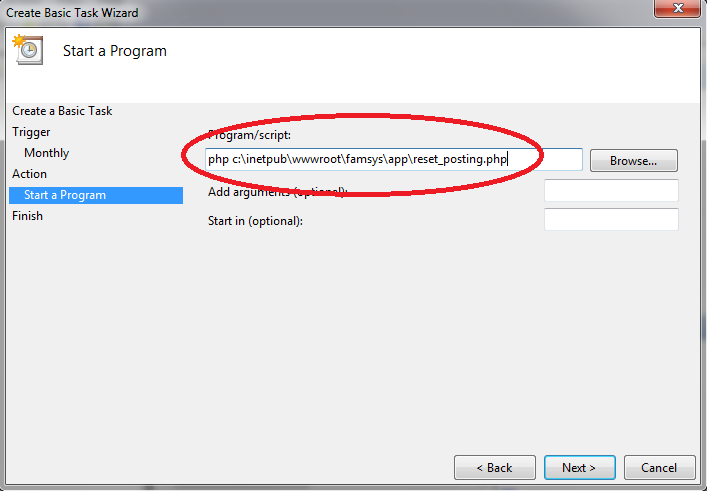 Create Basic Task Wizard
Start a Program
Create a Basic Task
Trigger
Monthly
Action
Start a Program
Finish
Program/script:
php c:\inetpub\wwwroot\famsys\app\reset_posting.php
Browse...
Add arguments (optional):
Start in (optional):
< Back
Next >
Cancel